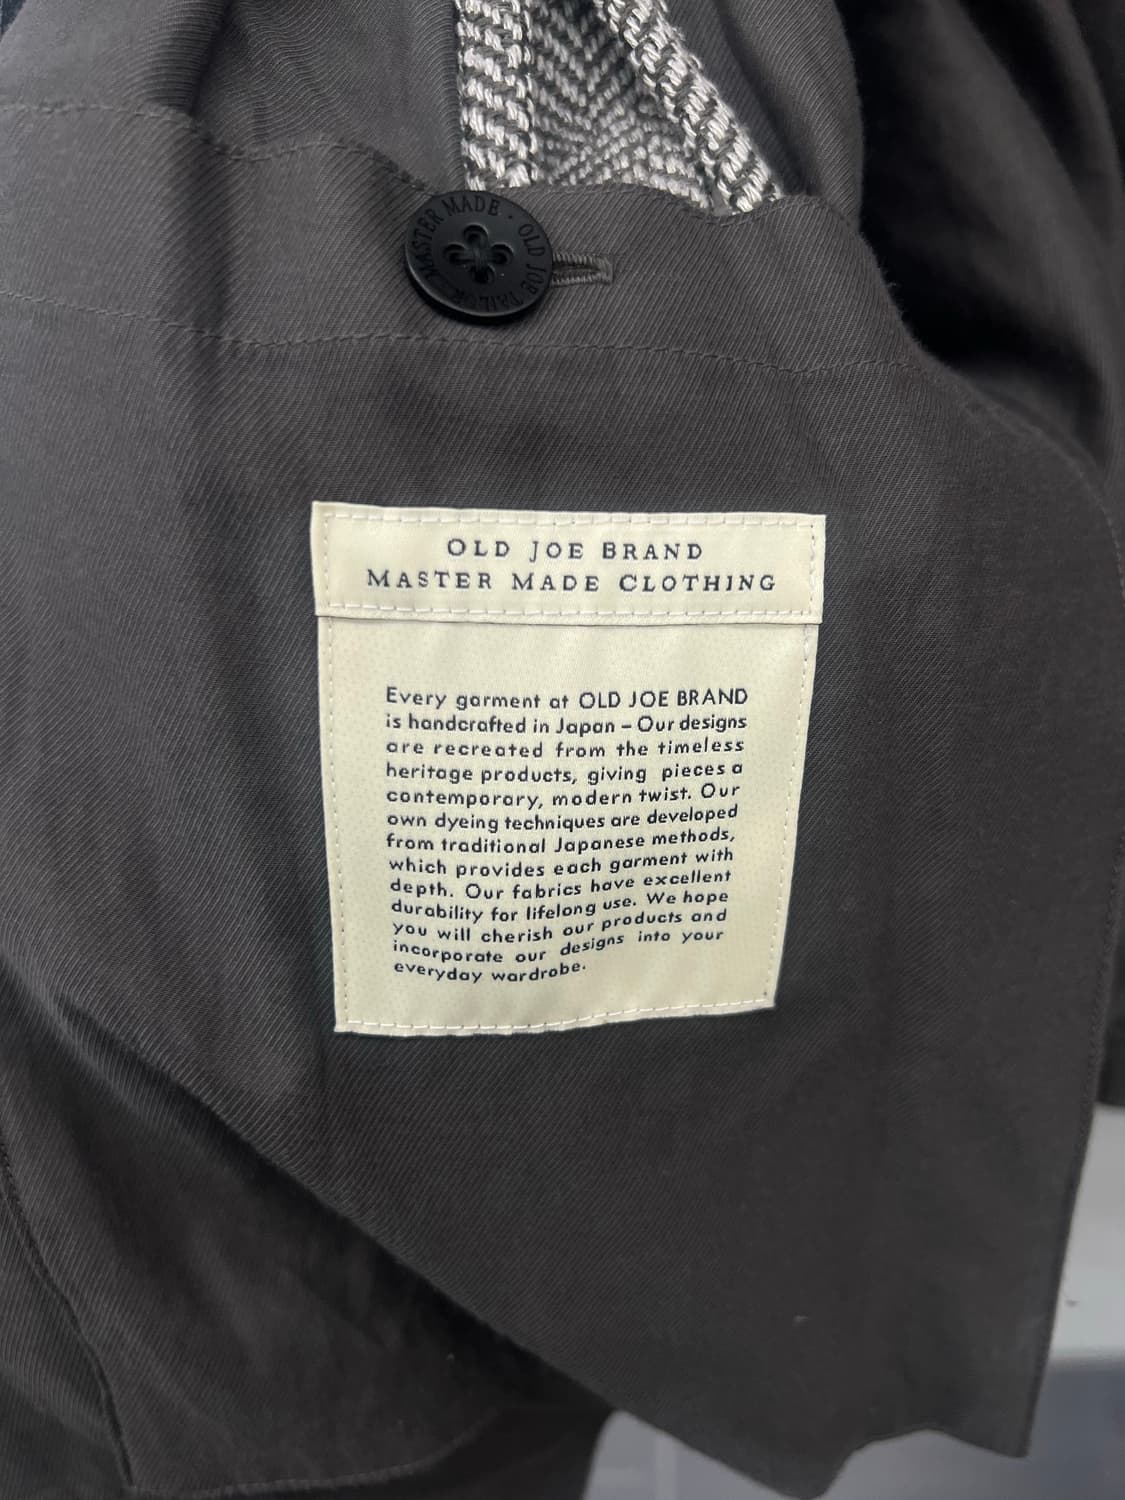 MASTER MADE · OLD JOE TAILOR ·
OLD JOE BRAND
MASTER MADE CLOTHING
Every garment at OLD JOE BRAND
is handcrafted in Japan – Our designs
are recreated from the timeless
heritage products, giving pieces a
contemporary, modern twist. Our
own dyeing techniques are developed
from traditional Japanese methods,
which provides each garment with
depth. Our fabrics have excellent
durability for lifelong use. We hope
you will cherish our products and
incorporate our designs into your
everyday wardrobe.